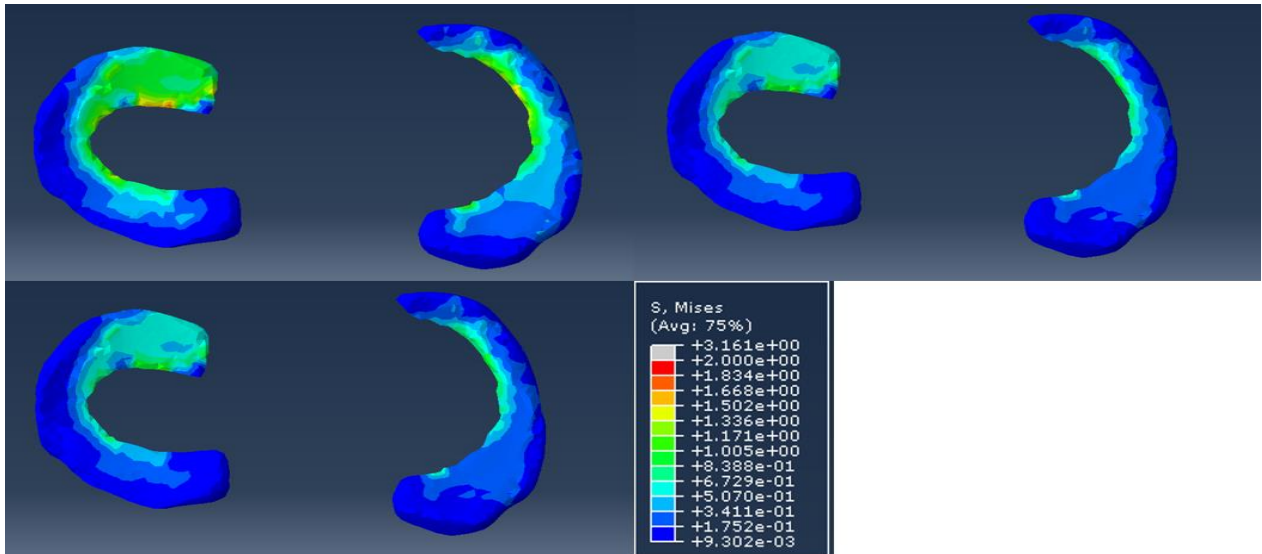 S, Mises
(Avg: 75%)
+3.161e+00
+2.000e+00
+1.834e+00
+1.668e+00
+1.502e+00
+1.336e+00
+1.171e+00
+1.005e+00
+8.388e-01
+6.729e-01
+5.070e-01
+3.411e-01
+1.752e-01
+9.302e-03